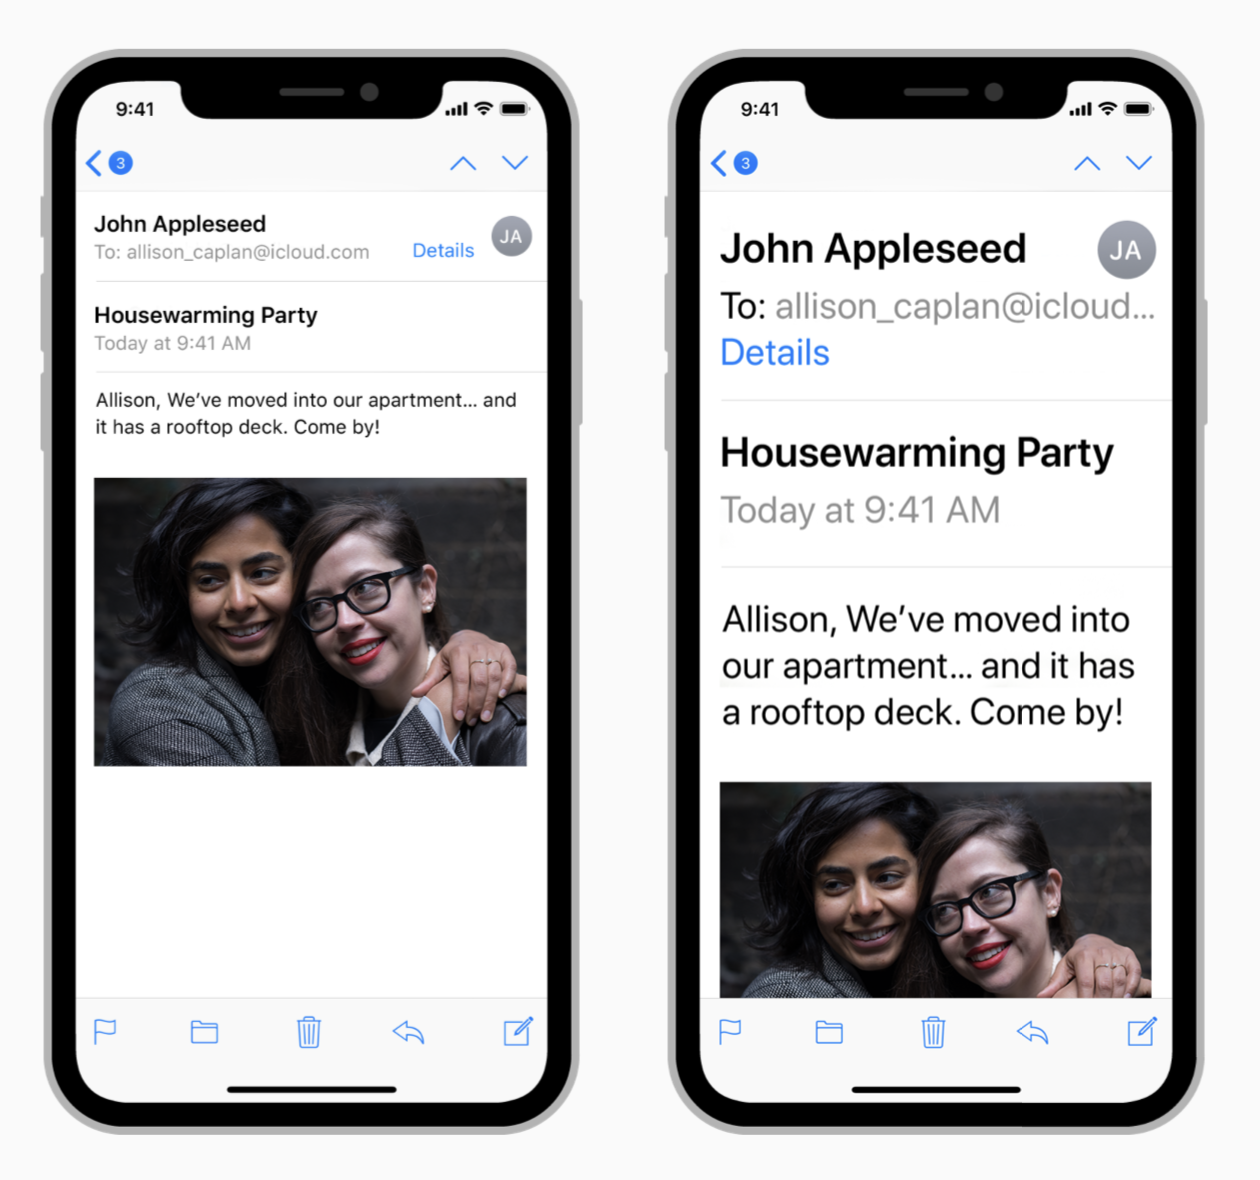 9:41
3
John Appleseed
JA
To: allison_caplan@icloud.com
Details
Housewarming Party
Today at 9:41 AM
Allison, We’ve moved into our apartment... and
it has a rooftop deck. Come by!
9:41
3
John Appleseed
JA
To: allison_caplan@icloud...
Details
Housewarming Party
Today at 9:41 AM
Allison, We’ve moved into
our apartment... and it has
a rooftop deck. Come by!